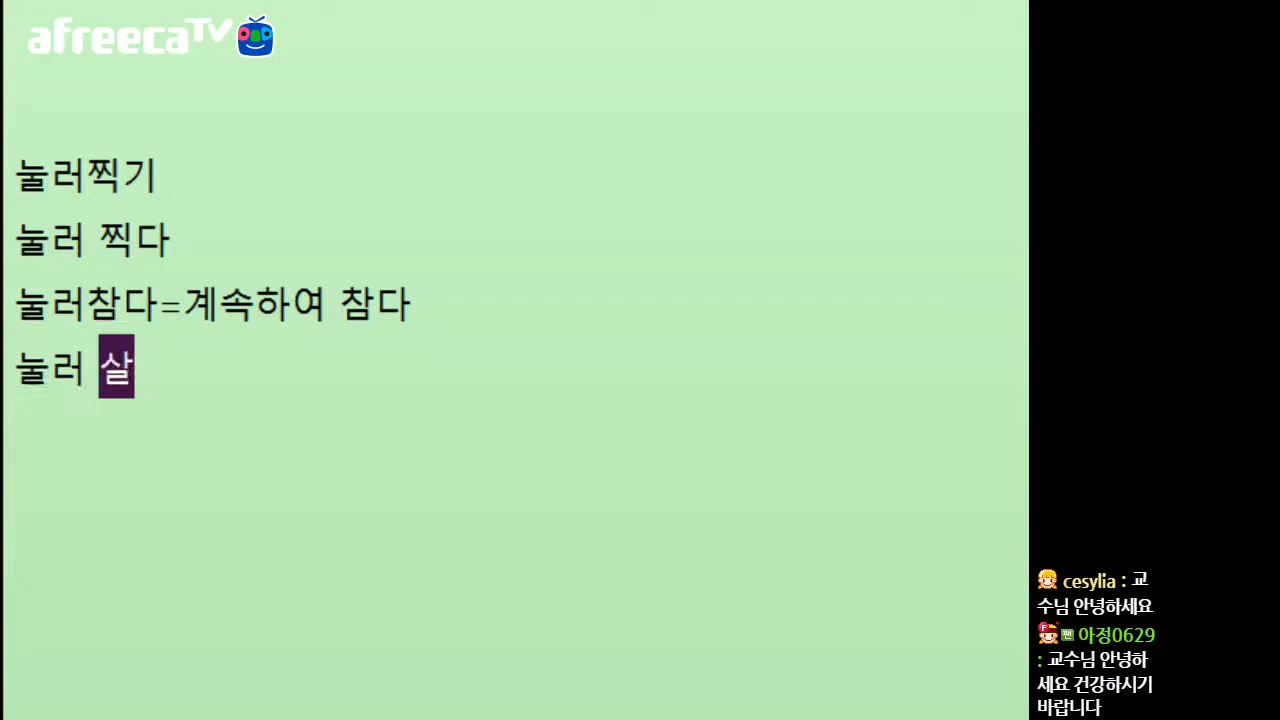 afreecaTV
눌러찍기
눌러 찍다
눌러참다=계속하여 참다
눌러 살
cesylia : 교
수님 안녕하세요
팬 아정0629
: 교수님 안녕하
세요 건강하시기
바랍니다